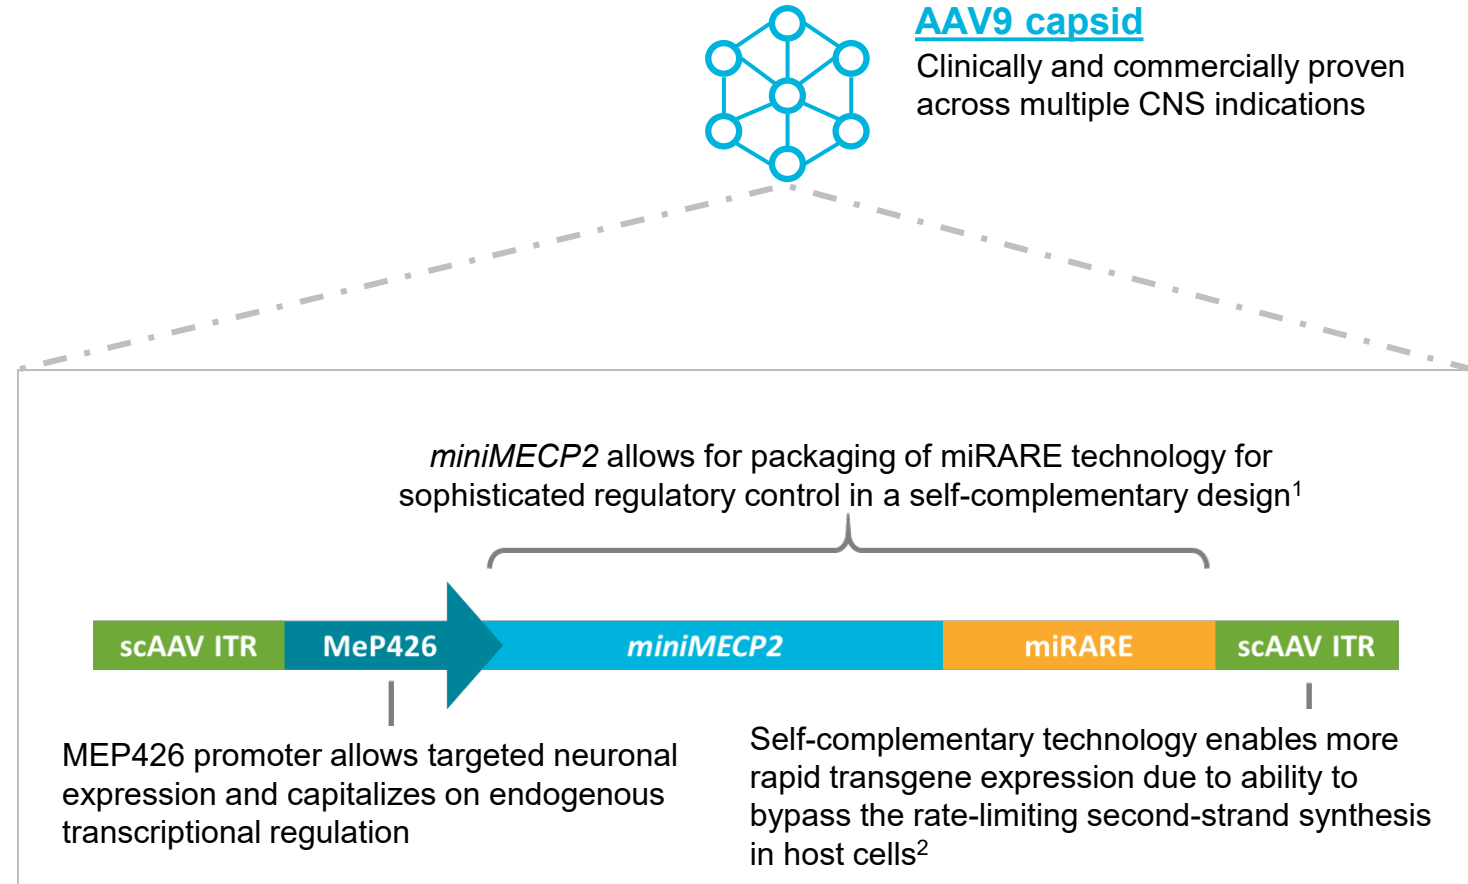 AAV9 capsid
Clinically and commercially proven
across multiple CNS indications
miniMECP2 allows for packaging of miRARE technology for
sophisticated regulatory control in a self-complementary design1
scAAV ITR MeP426 miniMECP2 miRARE scAAV ITR
MEP426 promoter allows targeted neuronal
expression and capitalizes on endogenous
transcriptional regulation
Self-complementary technology enables more
rapid transgene expression due to ability to
bypass the rate-limiting second-strand synthesis
in host cells2